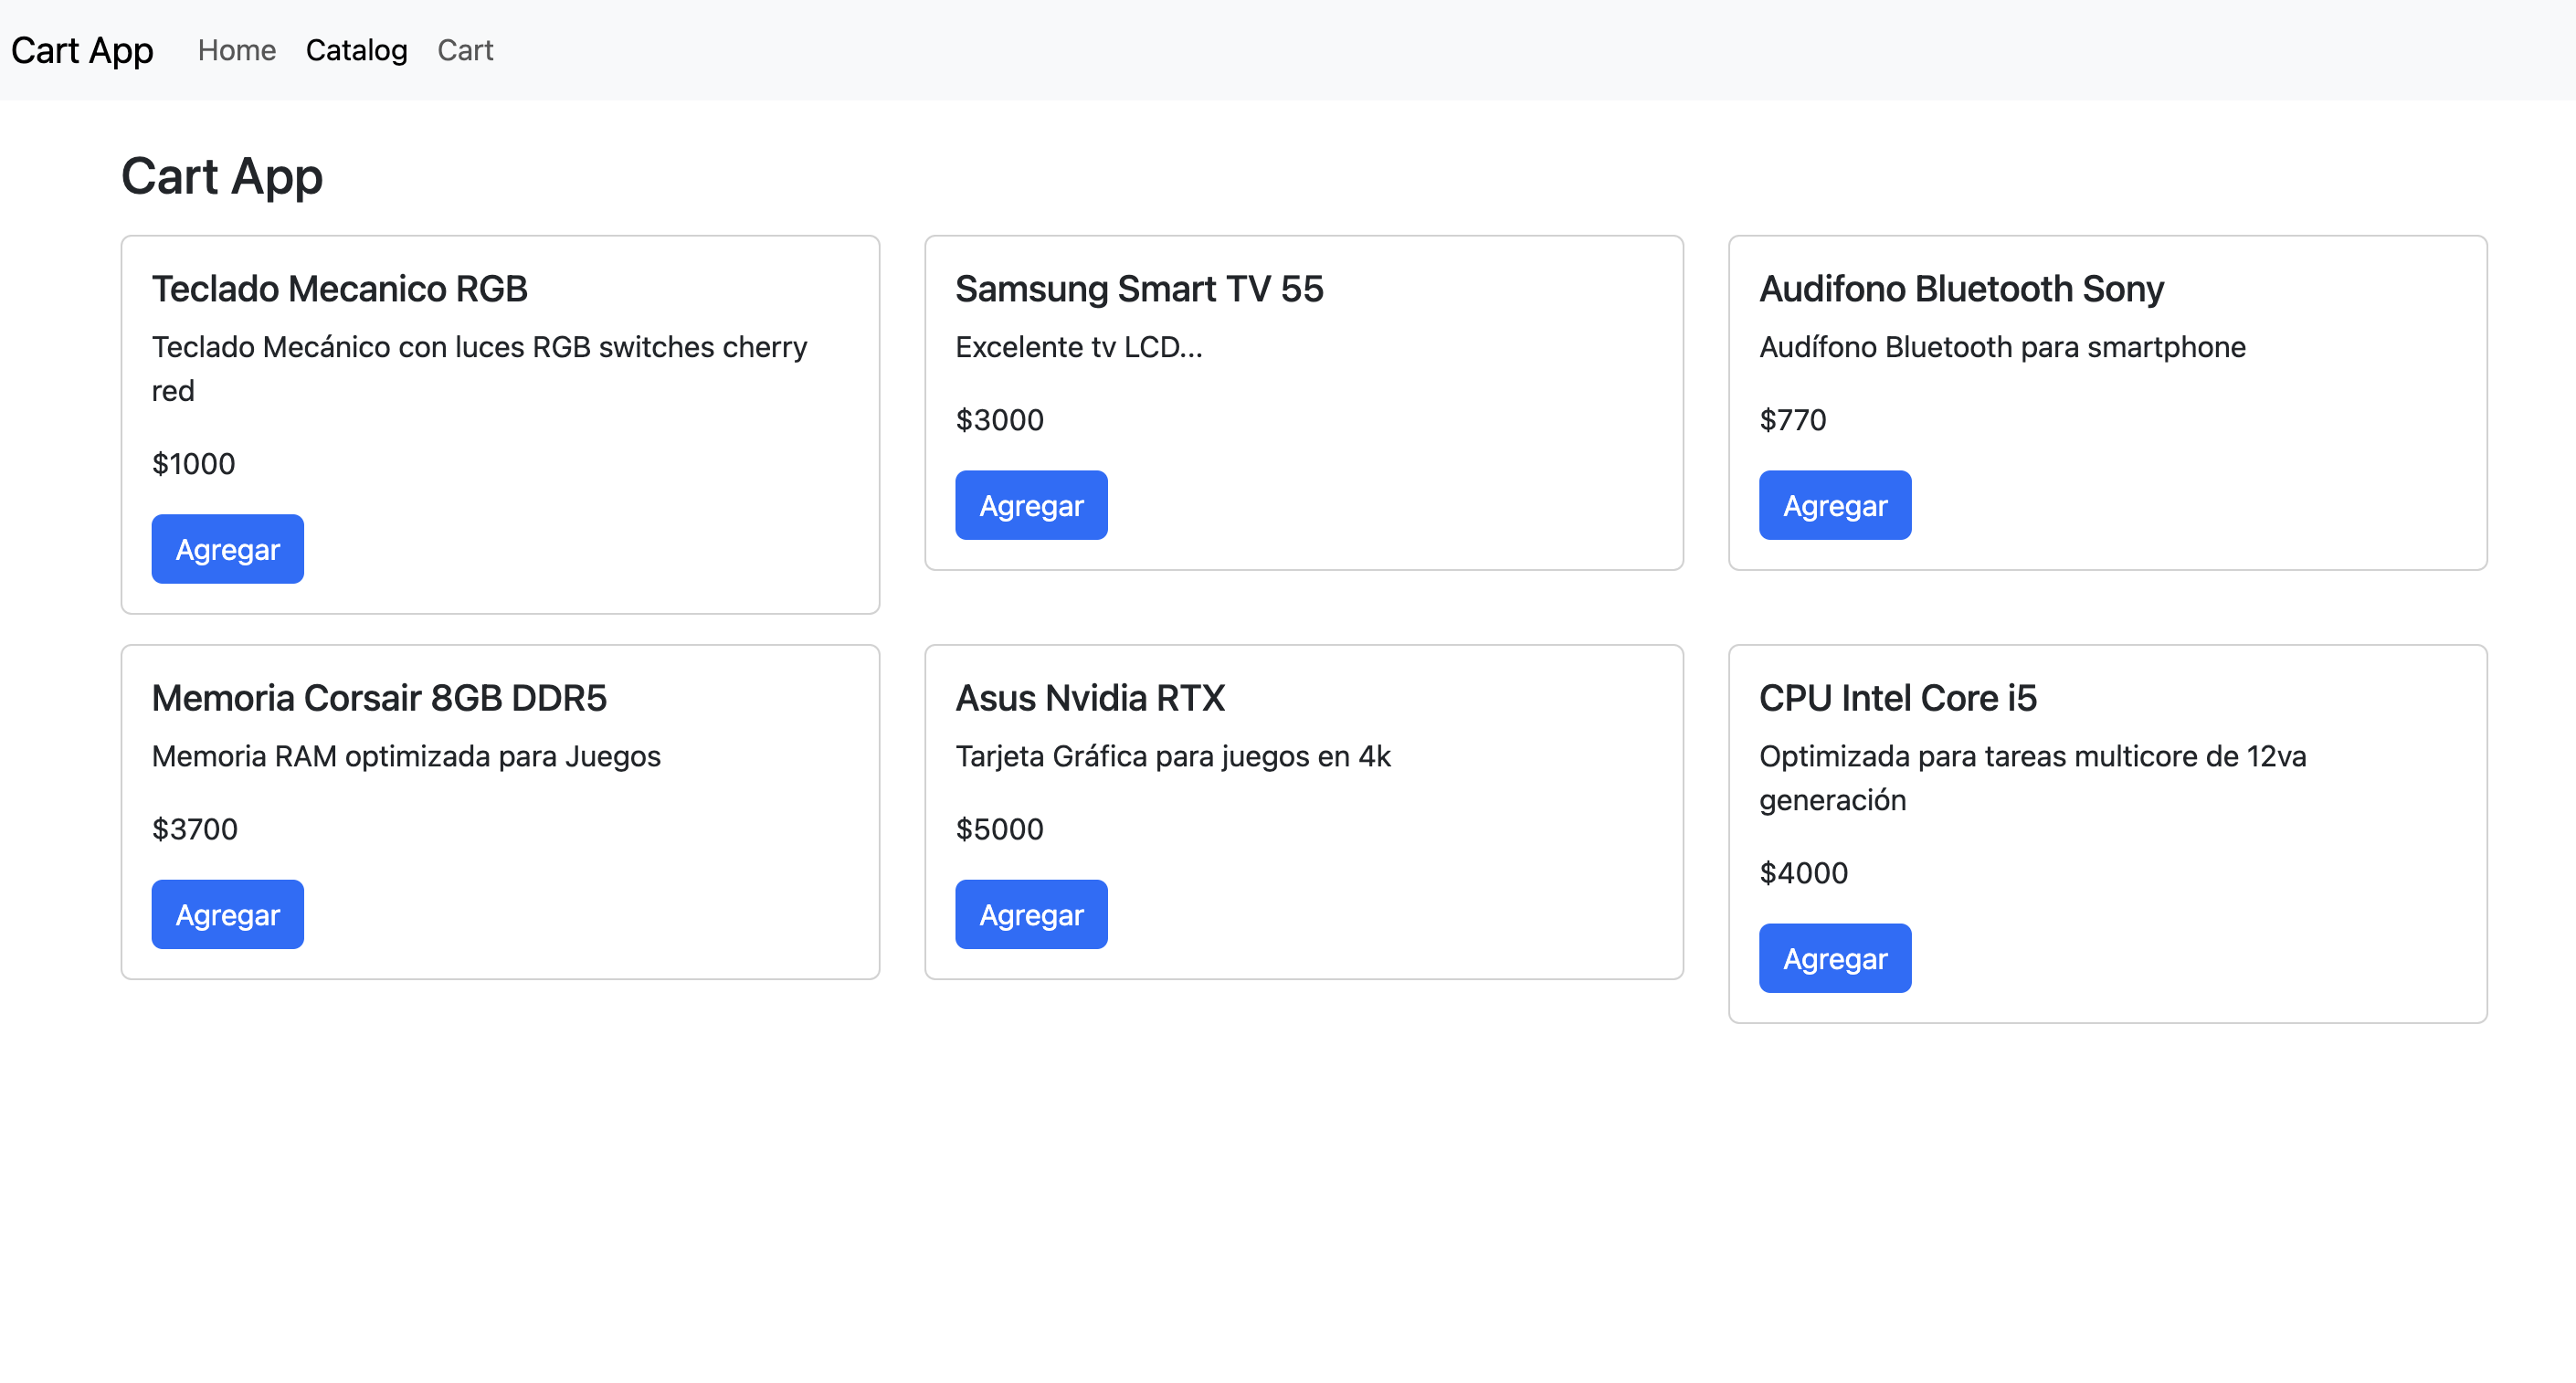 Cart App Home Catalog Cart
Cart App
Teclado Mecanico RGB
Teclado Mecánico con luces RGB switches cherry
red
$1000
Agregar
Samsung Smart TV 55
Excelente tv LCD...
$3000
Agregar
Audifono Bluetooth Sony
Audífono Bluetooth para smartphone
$770
Agregar
Memoria Corsair 8GB DDR5
Memoria RAM optimizada para Juegos
$3700
Agregar
Asus Nvidia RTX
Tarjeta Gráfica para juegos en 4k
$5000
Agregar
CPU Intel Core i5
Optimizada para tareas multicore de 12va
generación
$4000
Agregar